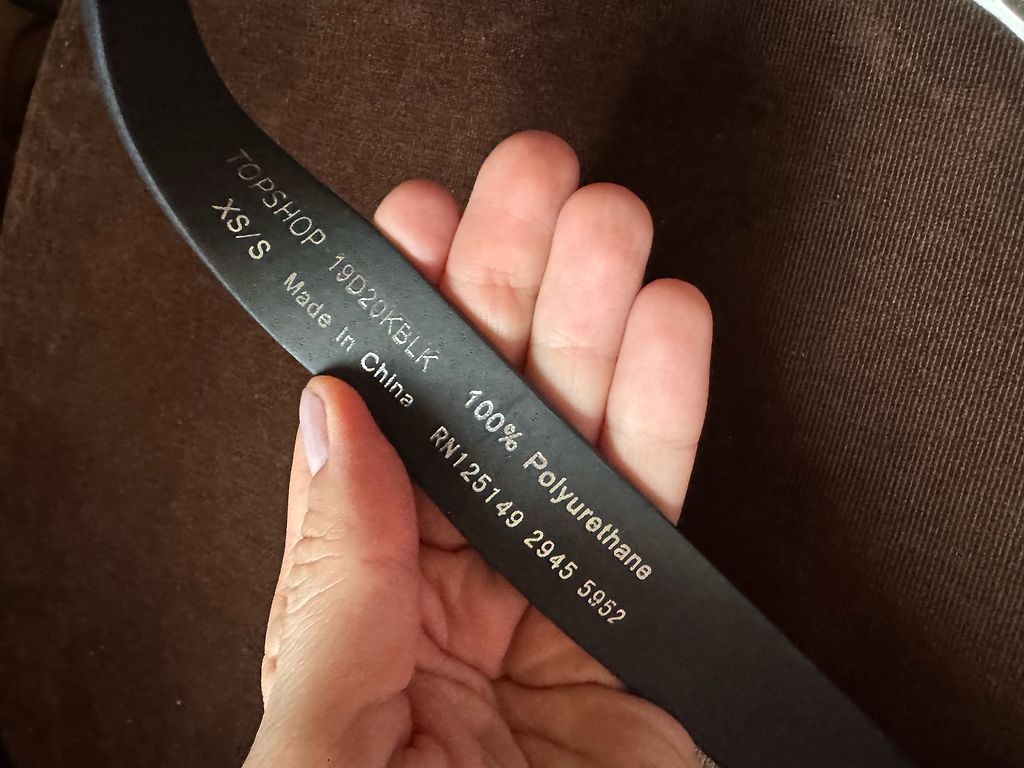 TOPSHOP 19D20KBLK 100% Polyurethane
XS/S Made in China RN125149 2945 5952